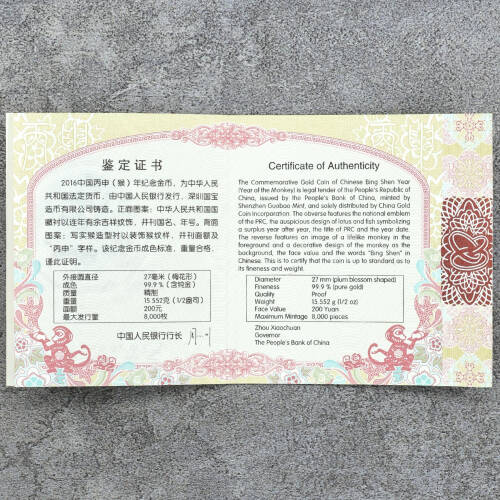 鉴定证书
2016中国丙申（猴）年纪念金币，为中华人民
共和国法定货币，由中国人民银行发行，深圳国宝
造币有限公司铸造。正面图案：中华人民共和国国
徽衬以连年有余吉祥纹饰，并刊国名、年号。背面
图案：写实猴造型衬以装饰猴纹样，并刊面额及
“丙申”字样。该纪念金币成色标准，重量合格，
谨此证明。
外接圆直径 27毫米（梅花形）
成色 99.9％（含纯金）
质量 精制
重量 15.552克（1/2盎司）
面额 200元
最大发行量 8,000枚
中国人民银行行长
Certificate of Authenticity
The Commemorative Gold Coin of Chinese Bing Shen Year
(Year of the Monkey) is legal tender of the People's Republic of
China, issued by the People's Bank of China, minted by
Shenzhen Guobao Mint, and solely distributed by China Gold
Coin Incorporation. The obverse features the national emblem
of the PRC, the auspicious design of lotus and fish symbolizing
a surplus year after year, the title of PRC and the year date.
The reverse features an image of a lifelike monkey in the
foreground and a decorative design of the monkey as the
background, the face value and the words "Bing Shen" in
Chinese. This is to certify that the coin is up to standard as to
its fineness and weight.
Diameter 27 mm (plum blossom shaped)
Fineness 99.9 % (pure gold)
Quality Proof
Weight 15.552 g (1/2 oz)
Face Value 200 Yuan
Maximum Mintage 8,000 pieces
Zhou Xiaochuan
Governor
The People's Bank of China